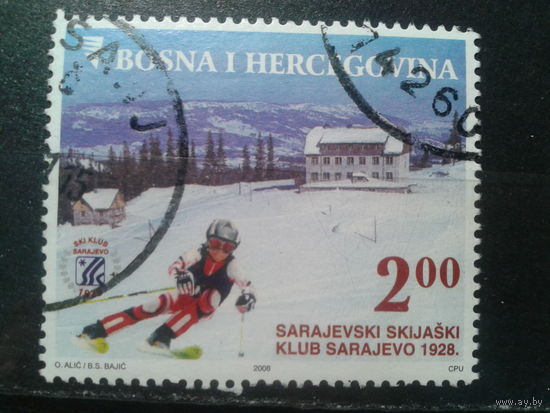 BOSNA I HERCEGOVINA
SKI KLUB
SARAJEVO
2.00
SARAJEVSKI SKIJAŠKI
KLUB SARAJEVO 1928.
O. ALIĆ / B.S. BAJIĆ
2008
CPU
www.ay.by